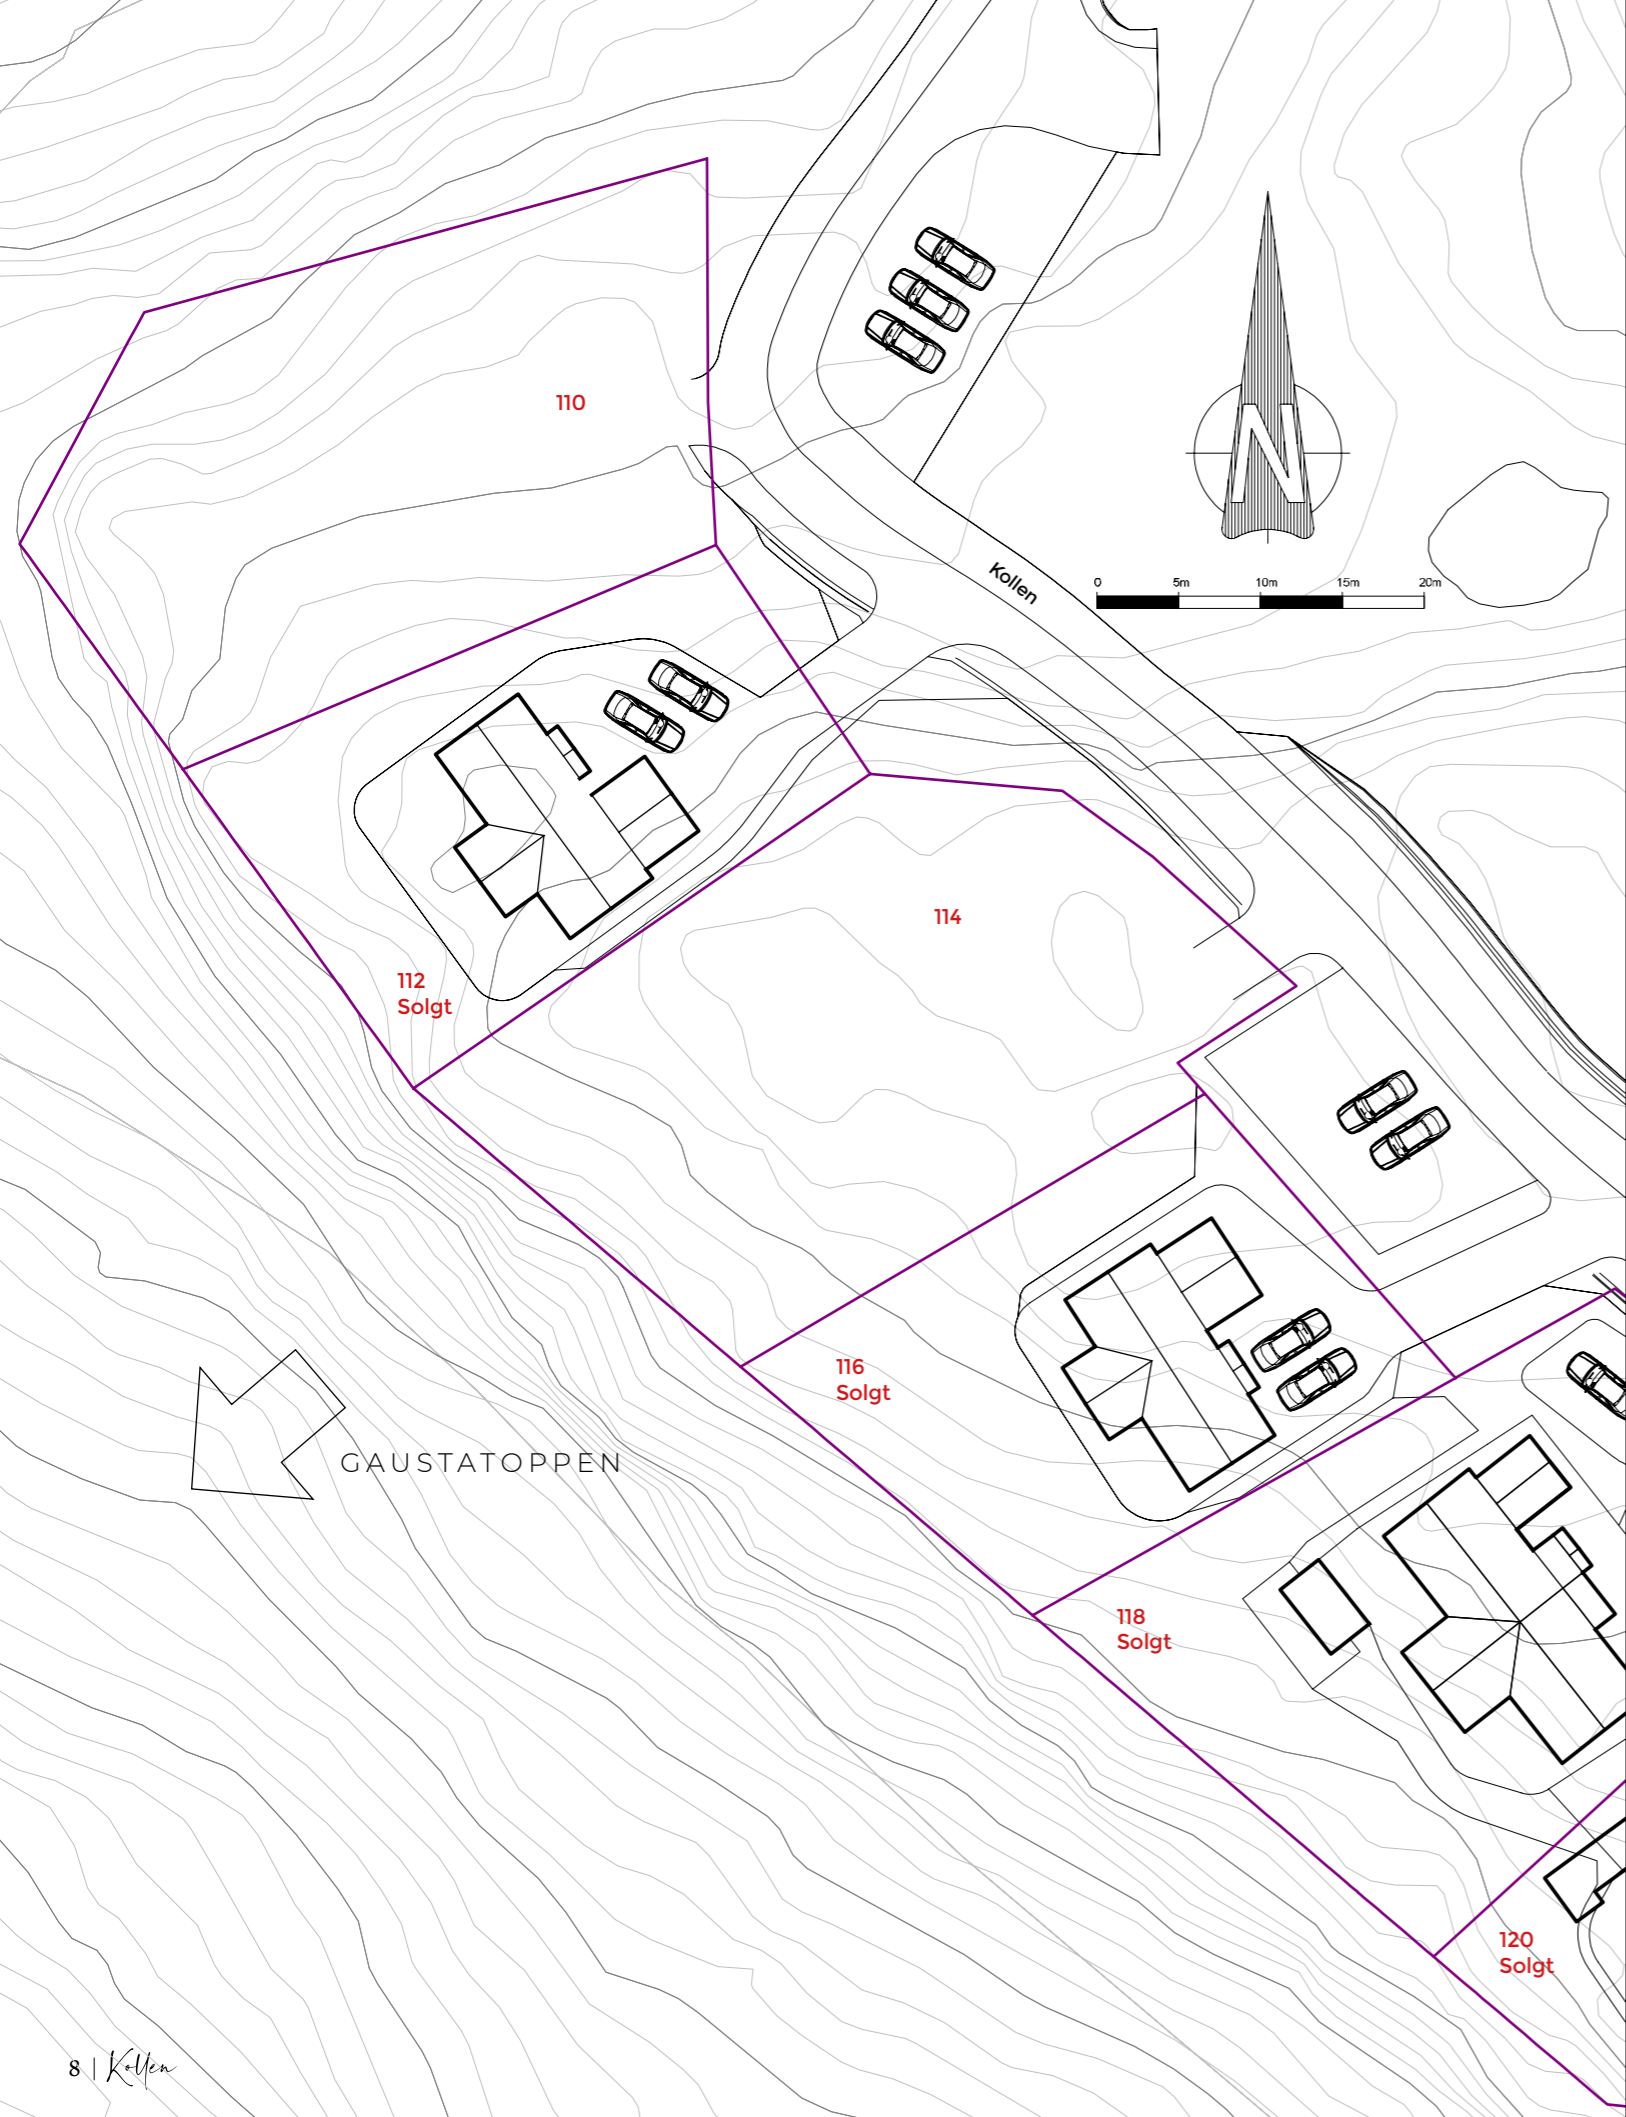 110
N
Kollen
0 5m 10m 15m 20m
114
112
Solgt
116
Solgt
GAUSTATOPPEN
118
Solgt
120
Solgt
8 | Kollen